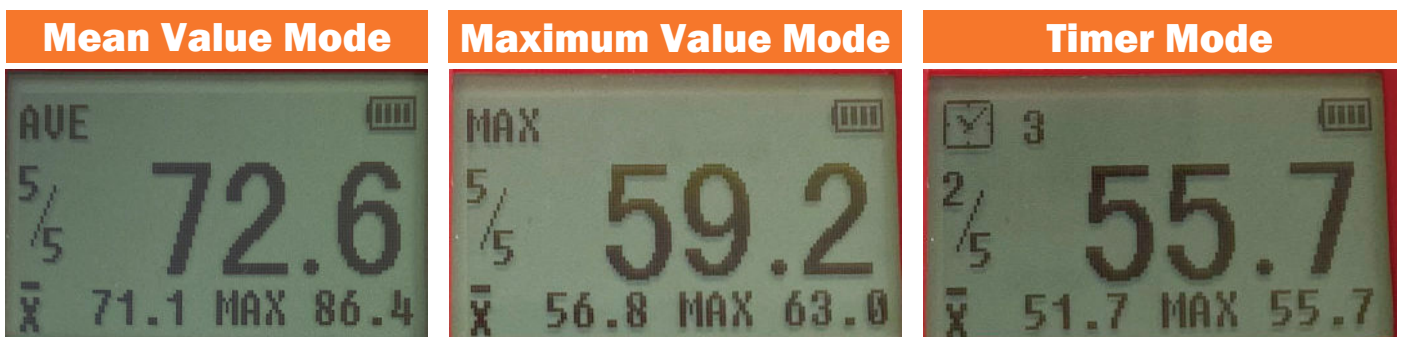 Mean Value Mode
AVE
5/5 72.6
x̄ 71.1 MAX 86.4
Maximum Value Mode
MAX
5/5 59.2
x̄ 56.8 MAX 63.0
Timer Mode
3
2/5 55.7
x̄ 51.7 MAX 55.7